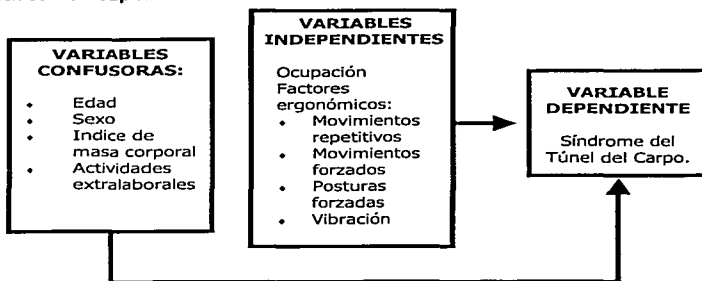 VARIABLES
CONFUSORAS:
• Edad
• Sexo
• Indice de
masa corporal
• Actividades
extralaborales
VARIABLES
INDEPENDIENTES
Ocupación
Factores
ergonómicos:
• Movimientos
repetitivos
• Movimientos
forzados
• Posturas
forzadas
• Vibración
VARIABLE
DEPENDIENTE
Síndrome del
Túnel del Carpo.